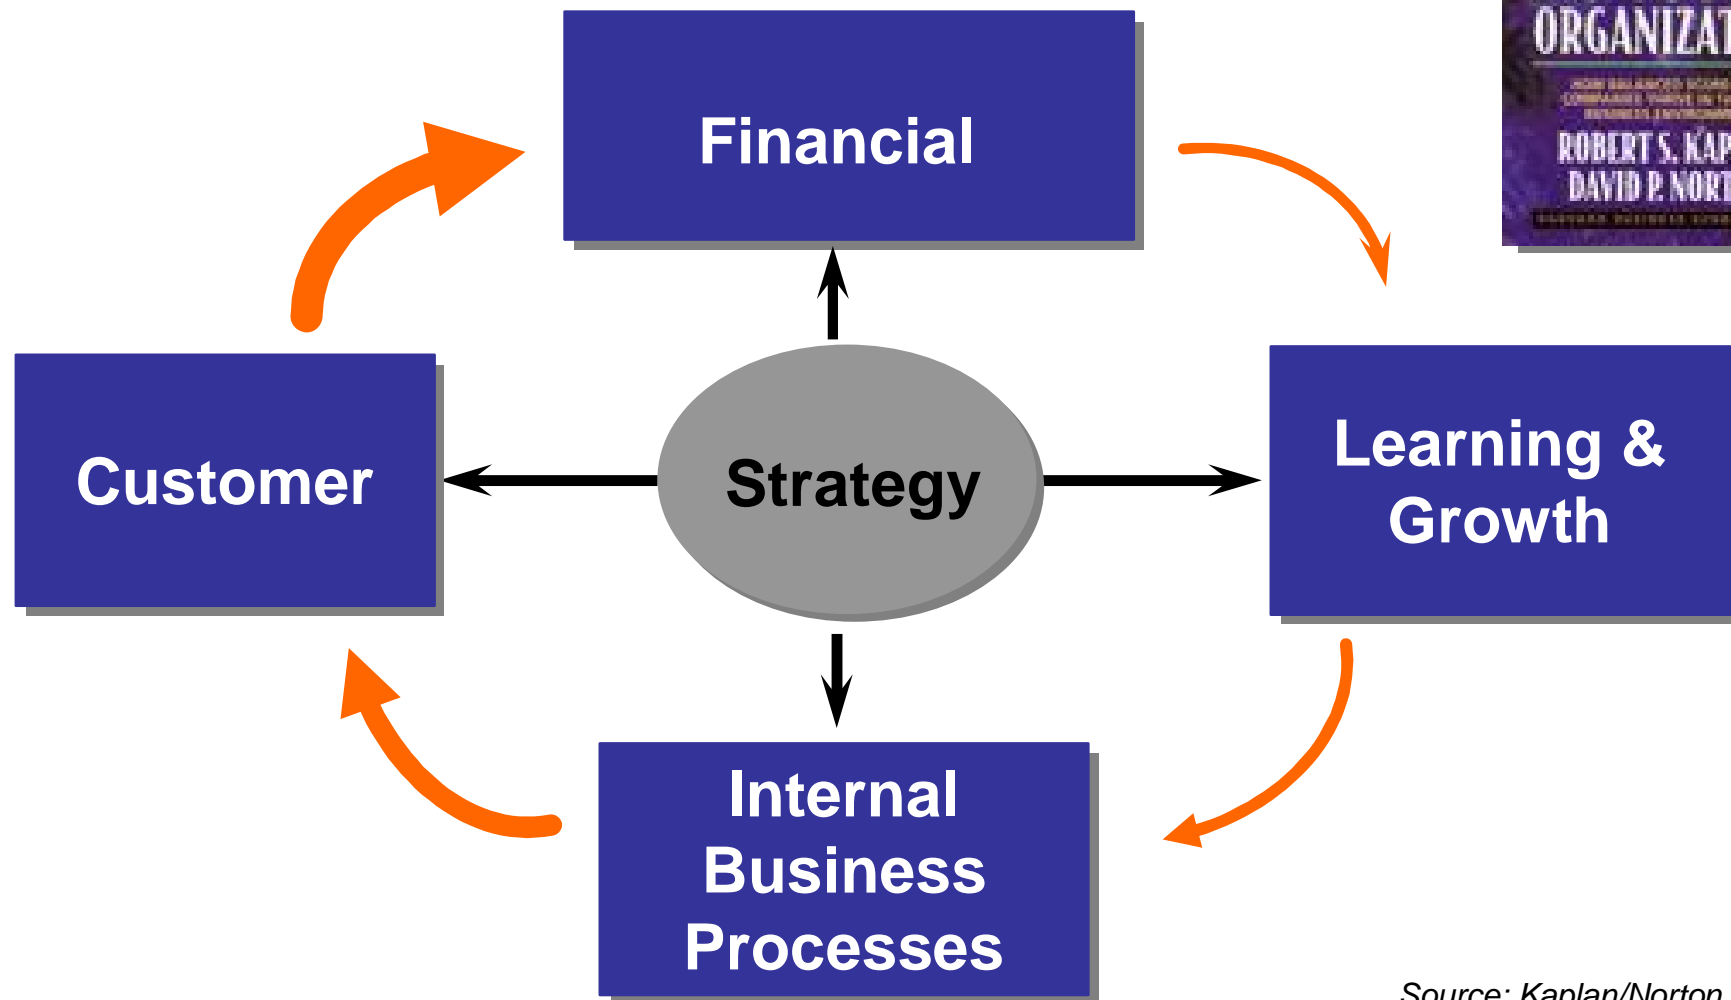 ORGANIZAT
ROBERT S. KAP
DAVID P. NORT
Financial
Customer
Strategy
Learning &
Growth
Internal
Business
Processes
Source: Kaplan/Norton